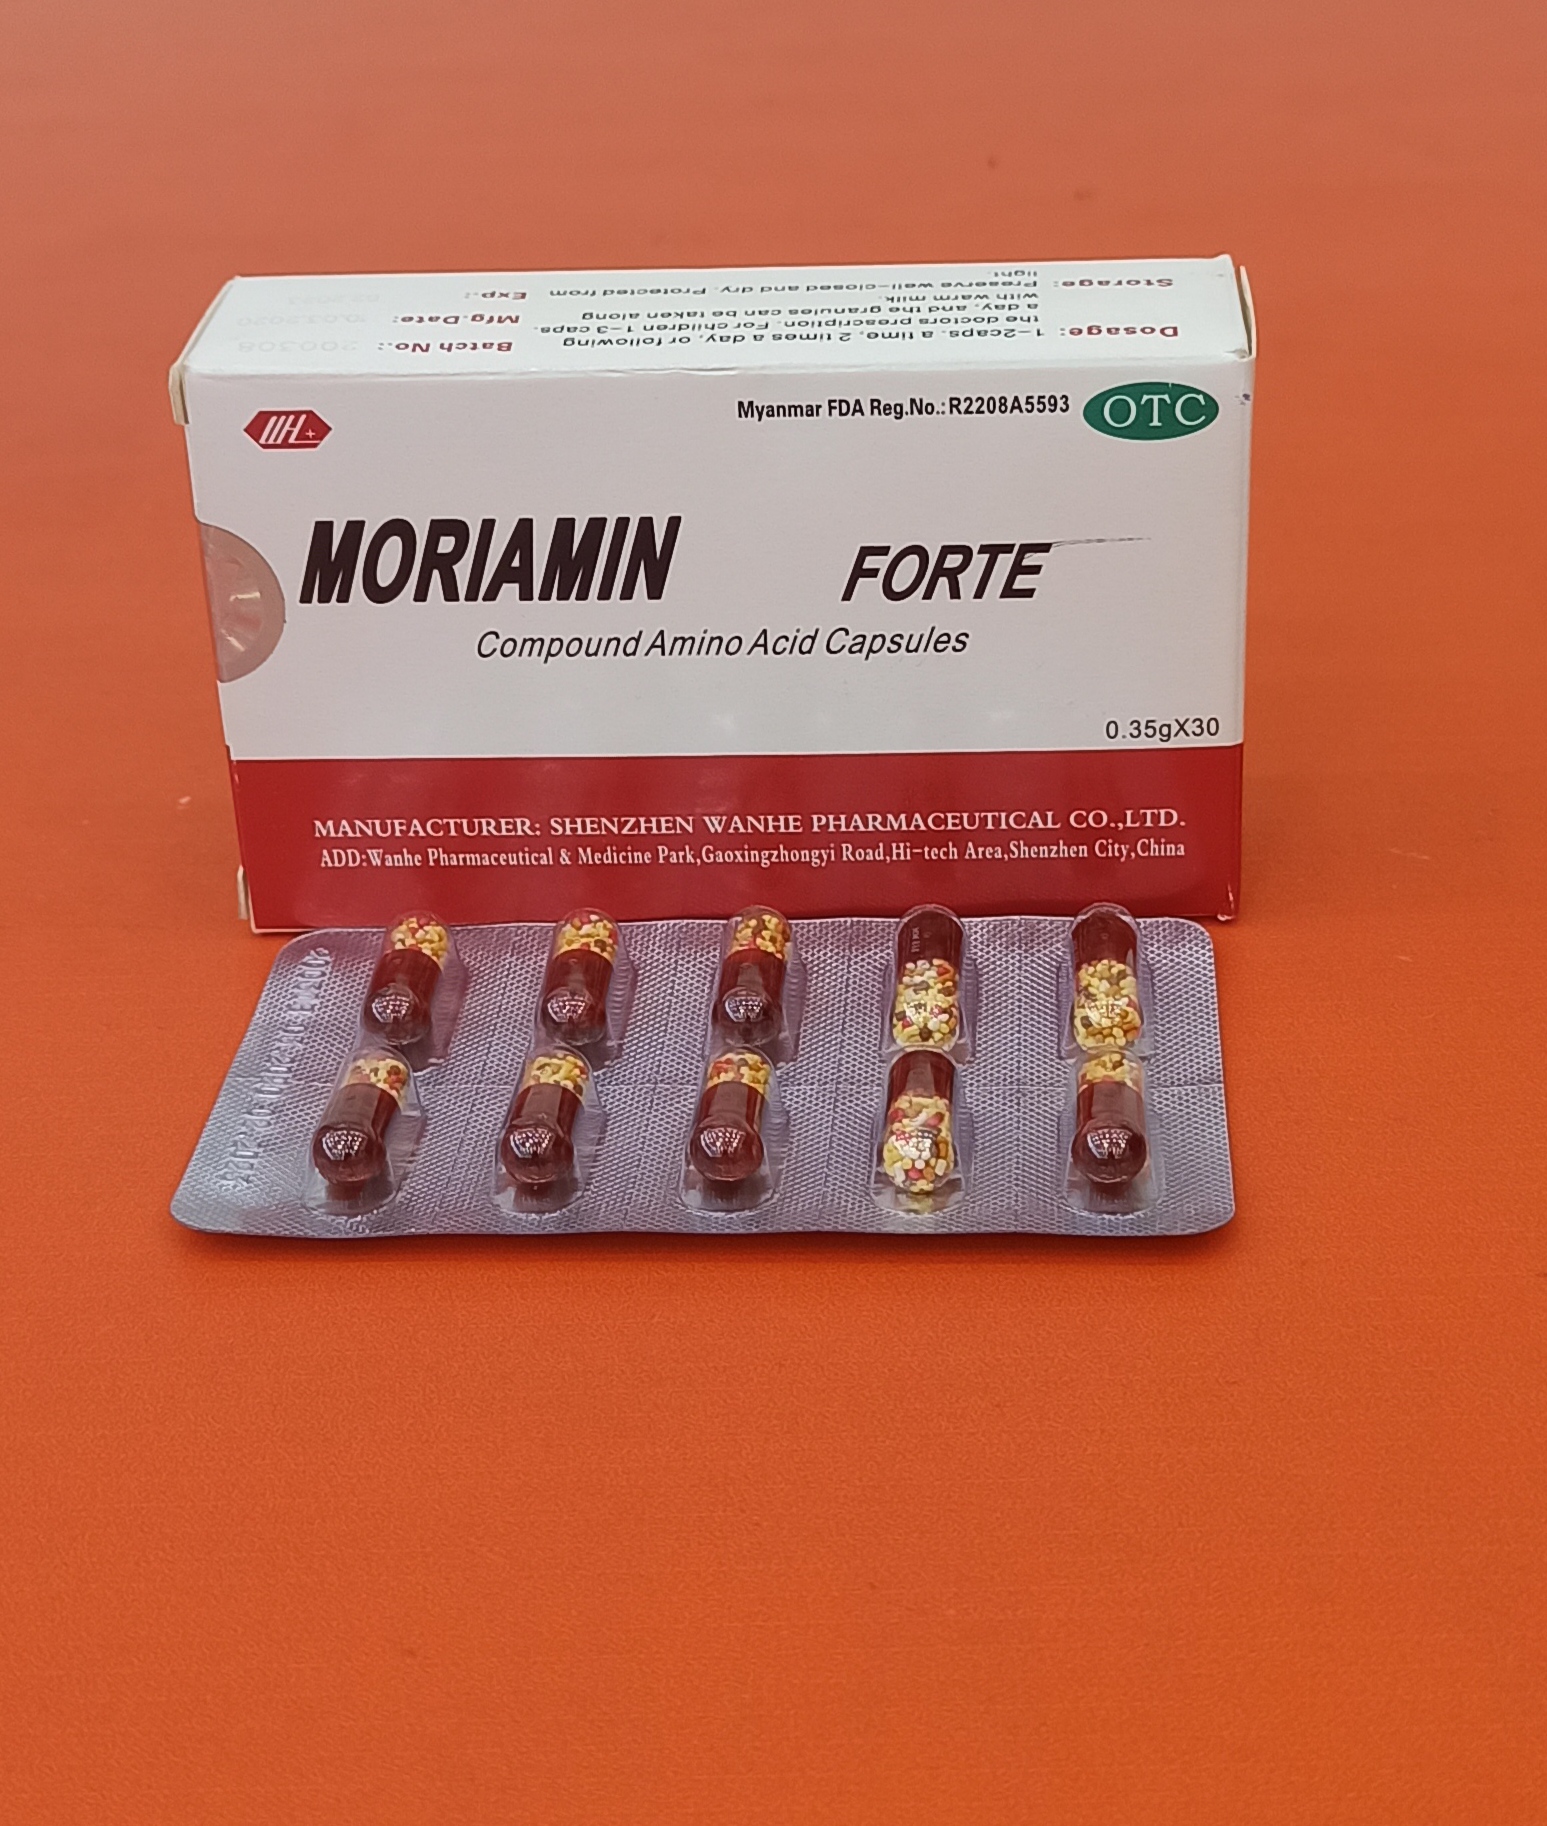 Dosage: 1-2caps. a time, 2 times a day, or following
the doctors prescription. For children 1-3 caps.
a day, and the granules can be taken along
with warm milk.
Storage: Preserve well-closed and dry. Protected from
light.
Batch No.: 200308
Mfg.Date:
Exp.:
WH+
Myanmar FDA Reg.No.:R2208A5593
OTC
MORIAMIN FORTE
Compound Amino Acid Capsules
0.35gX30
MANUFACTURER: SHENZHEN WANHE PHARMACEUTICAL CO.,LTD.
ADD:Wanhe Pharmaceutical & Medicine Park,Gaoxingzhongyi Road,Hi-tech Area,Shenzhen City,China